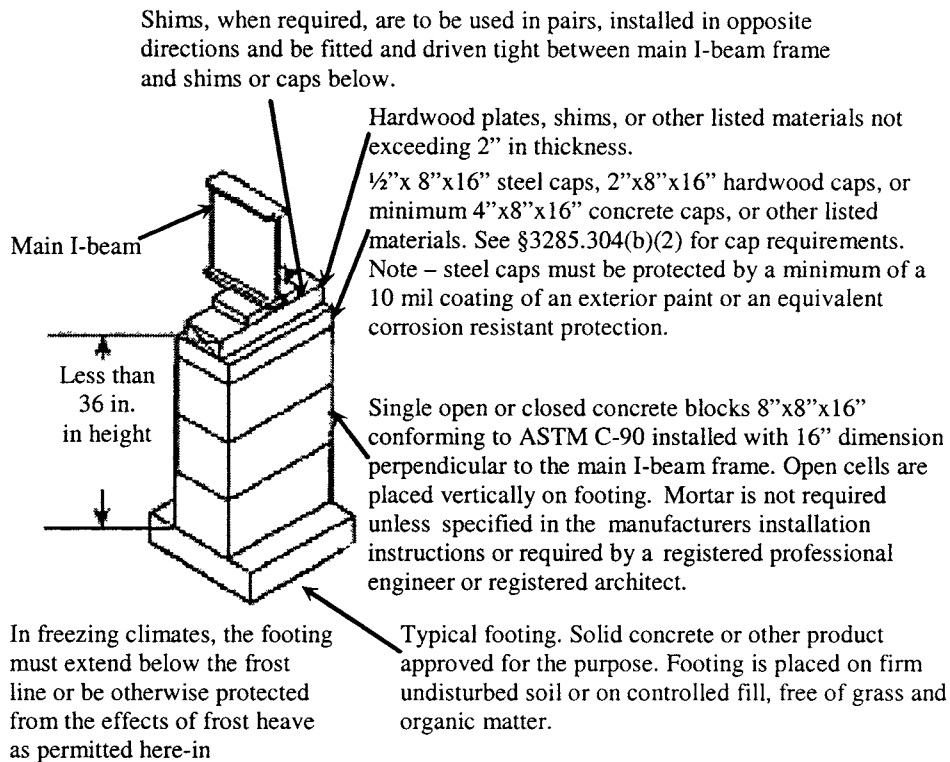 Shims, when required, are to be used in pairs, installed in opposite
directions and be fitted and driven tight between main I-beam frame
and shims or caps below.
Hardwood plates, shims, or other listed materials not
exceeding 2” in thickness.
½”x 8”x16” steel caps, 2”x8”x16” hardwood caps, or
minimum 4”x8”x16” concrete caps, or other listed
materials. See §3285.304(b)(2) for cap requirements.
Note – steel caps must be protected by a minimum of a
10 mil coating of an exterior paint or an equivalent
corrosion resistant protection.
Main I-beam
Less than
36 in.
in height
Single open or closed concrete blocks 8”x8”x16”
conforming to ASTM C-90 installed with 16” dimension
perpendicular to the main I-beam frame. Open cells are
placed vertically on footing. Mortar is not required
unless specified in the manufacturers installation
instructions or required by a registered professional
engineer or registered architect.
In freezing climates, the footing
must extend below the frost
line or be otherwise protected
from the effects of frost heave
as permitted here-in
Typical footing. Solid concrete or other product
approved for the purpose. Footing is placed on firm
undisturbed soil or on controlled fill, free of grass and
organic matter.